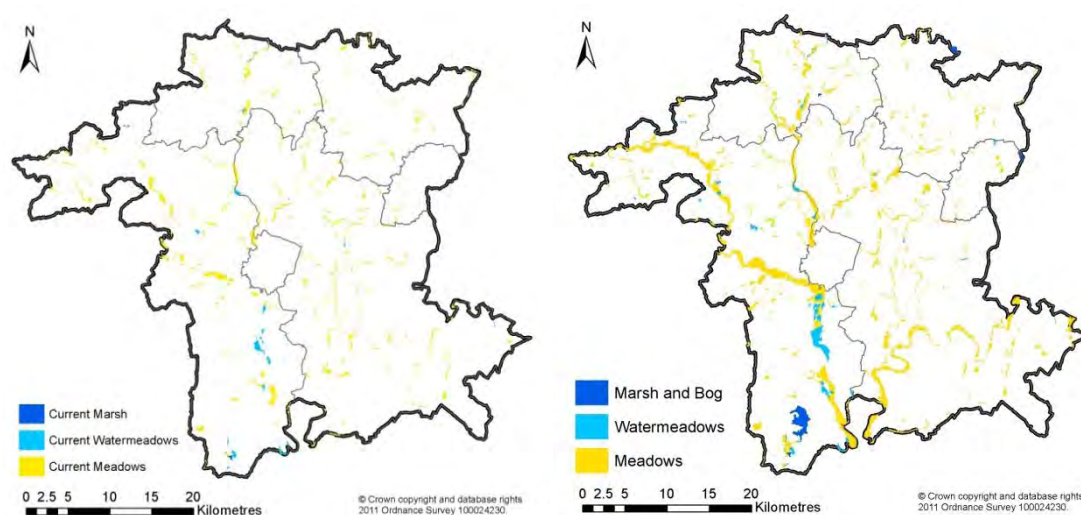 N
Current Marsh
Current Watermeadows
Current Meadows
0 2.5 5 10 15 20
Kilometres
© Crown copyright and database rights
2011 Ordnance Survey 100024230.
N
Marsh and Bog
Watermeadows
Meadows
0 2.5 5 10 15 20
Kilometres
© Crown copyright and database rights
2011 Ordnance Survey 100024230.